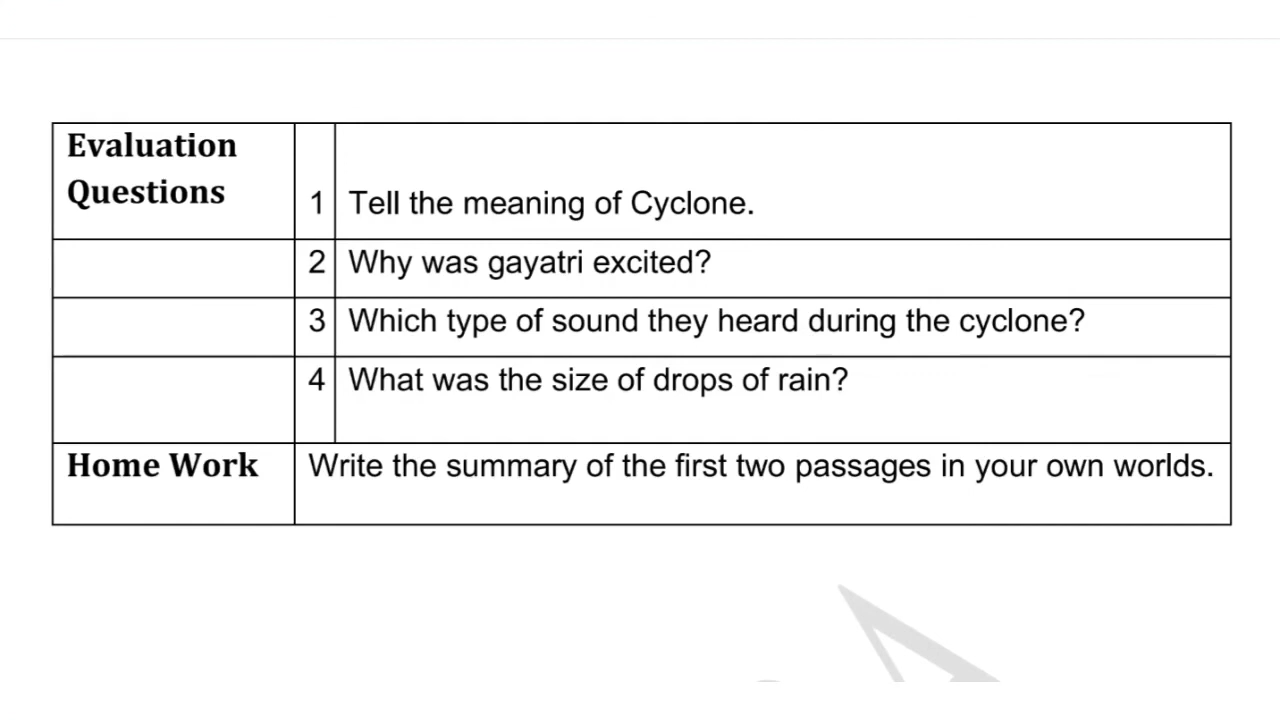 Evaluation
Questions
1 Tell the meaning of Cyclone.
2 Why was gayatri excited?
3 Which type of sound they heard during the cyclone?
4 What was the size of drops of rain?
Home Work Write the summary of the first two passages in your own worlds.